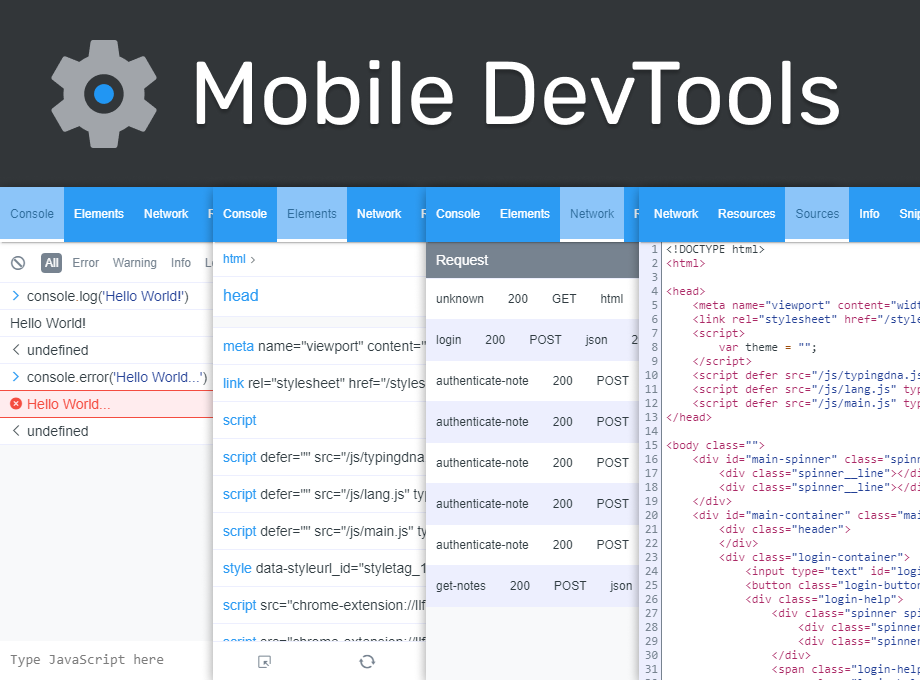 Mobile DevTools
Console Elements Network
All Error Warning Info
console.log('Hello World!')
Hello World!
undefined
console.error('Hello World...')
Hello World...
undefined
Type JavaScript here
Console Elements Network
html
head
meta name="viewport" content="
link rel="stylesheet" href="/styles
script
script defer="" src="/js/typingdna
script defer="" src="/js/lang.js" typ
script defer="" src="/js/main.js" t
style data-styleurl_id="styletag_1
script src="chrome-extension://llf
script src="chrome-extension://llf
Console Elements Network
Request
unknown 200 GET html
login 200 POST json 2
authenticate-note 200 POST
authenticate-note 200 POST
authenticate-note 200 POST
authenticate-note 200 POST
authenticate-note 200 POST
get-notes 200 POST json
Network Resources Sources Info Snip
1 <!DOCTYPE html>
2 <html>
3
4 <head>
5 <meta name="viewport" content="widt
6 <link rel="stylesheet" href="/style
7 <script>
8 var theme = "";
9 </script>
10 <script defer src="/js/typingdna.js
11 <script defer src="/js/lang.js" typ
12 <script defer src="/js/main.js" typ
13 </head>
14
15 <body class="">
16 <div id="main-spinner" class="spinn
17 <div class="spinner__line"></di
18 <div class="spinner__line"></di
19 </div>
20 <div id="main-container" class="mai
21 <div class="header">
22 </div>
23 <div class="login-container">
24 <input type="text" id="logi
25 <button class="login-button
26 <div class="login-help">
27 <div class="spinner spi
28 <div class="spinner
29 <div class="spinner
30 </div>
31 <span class="login-help